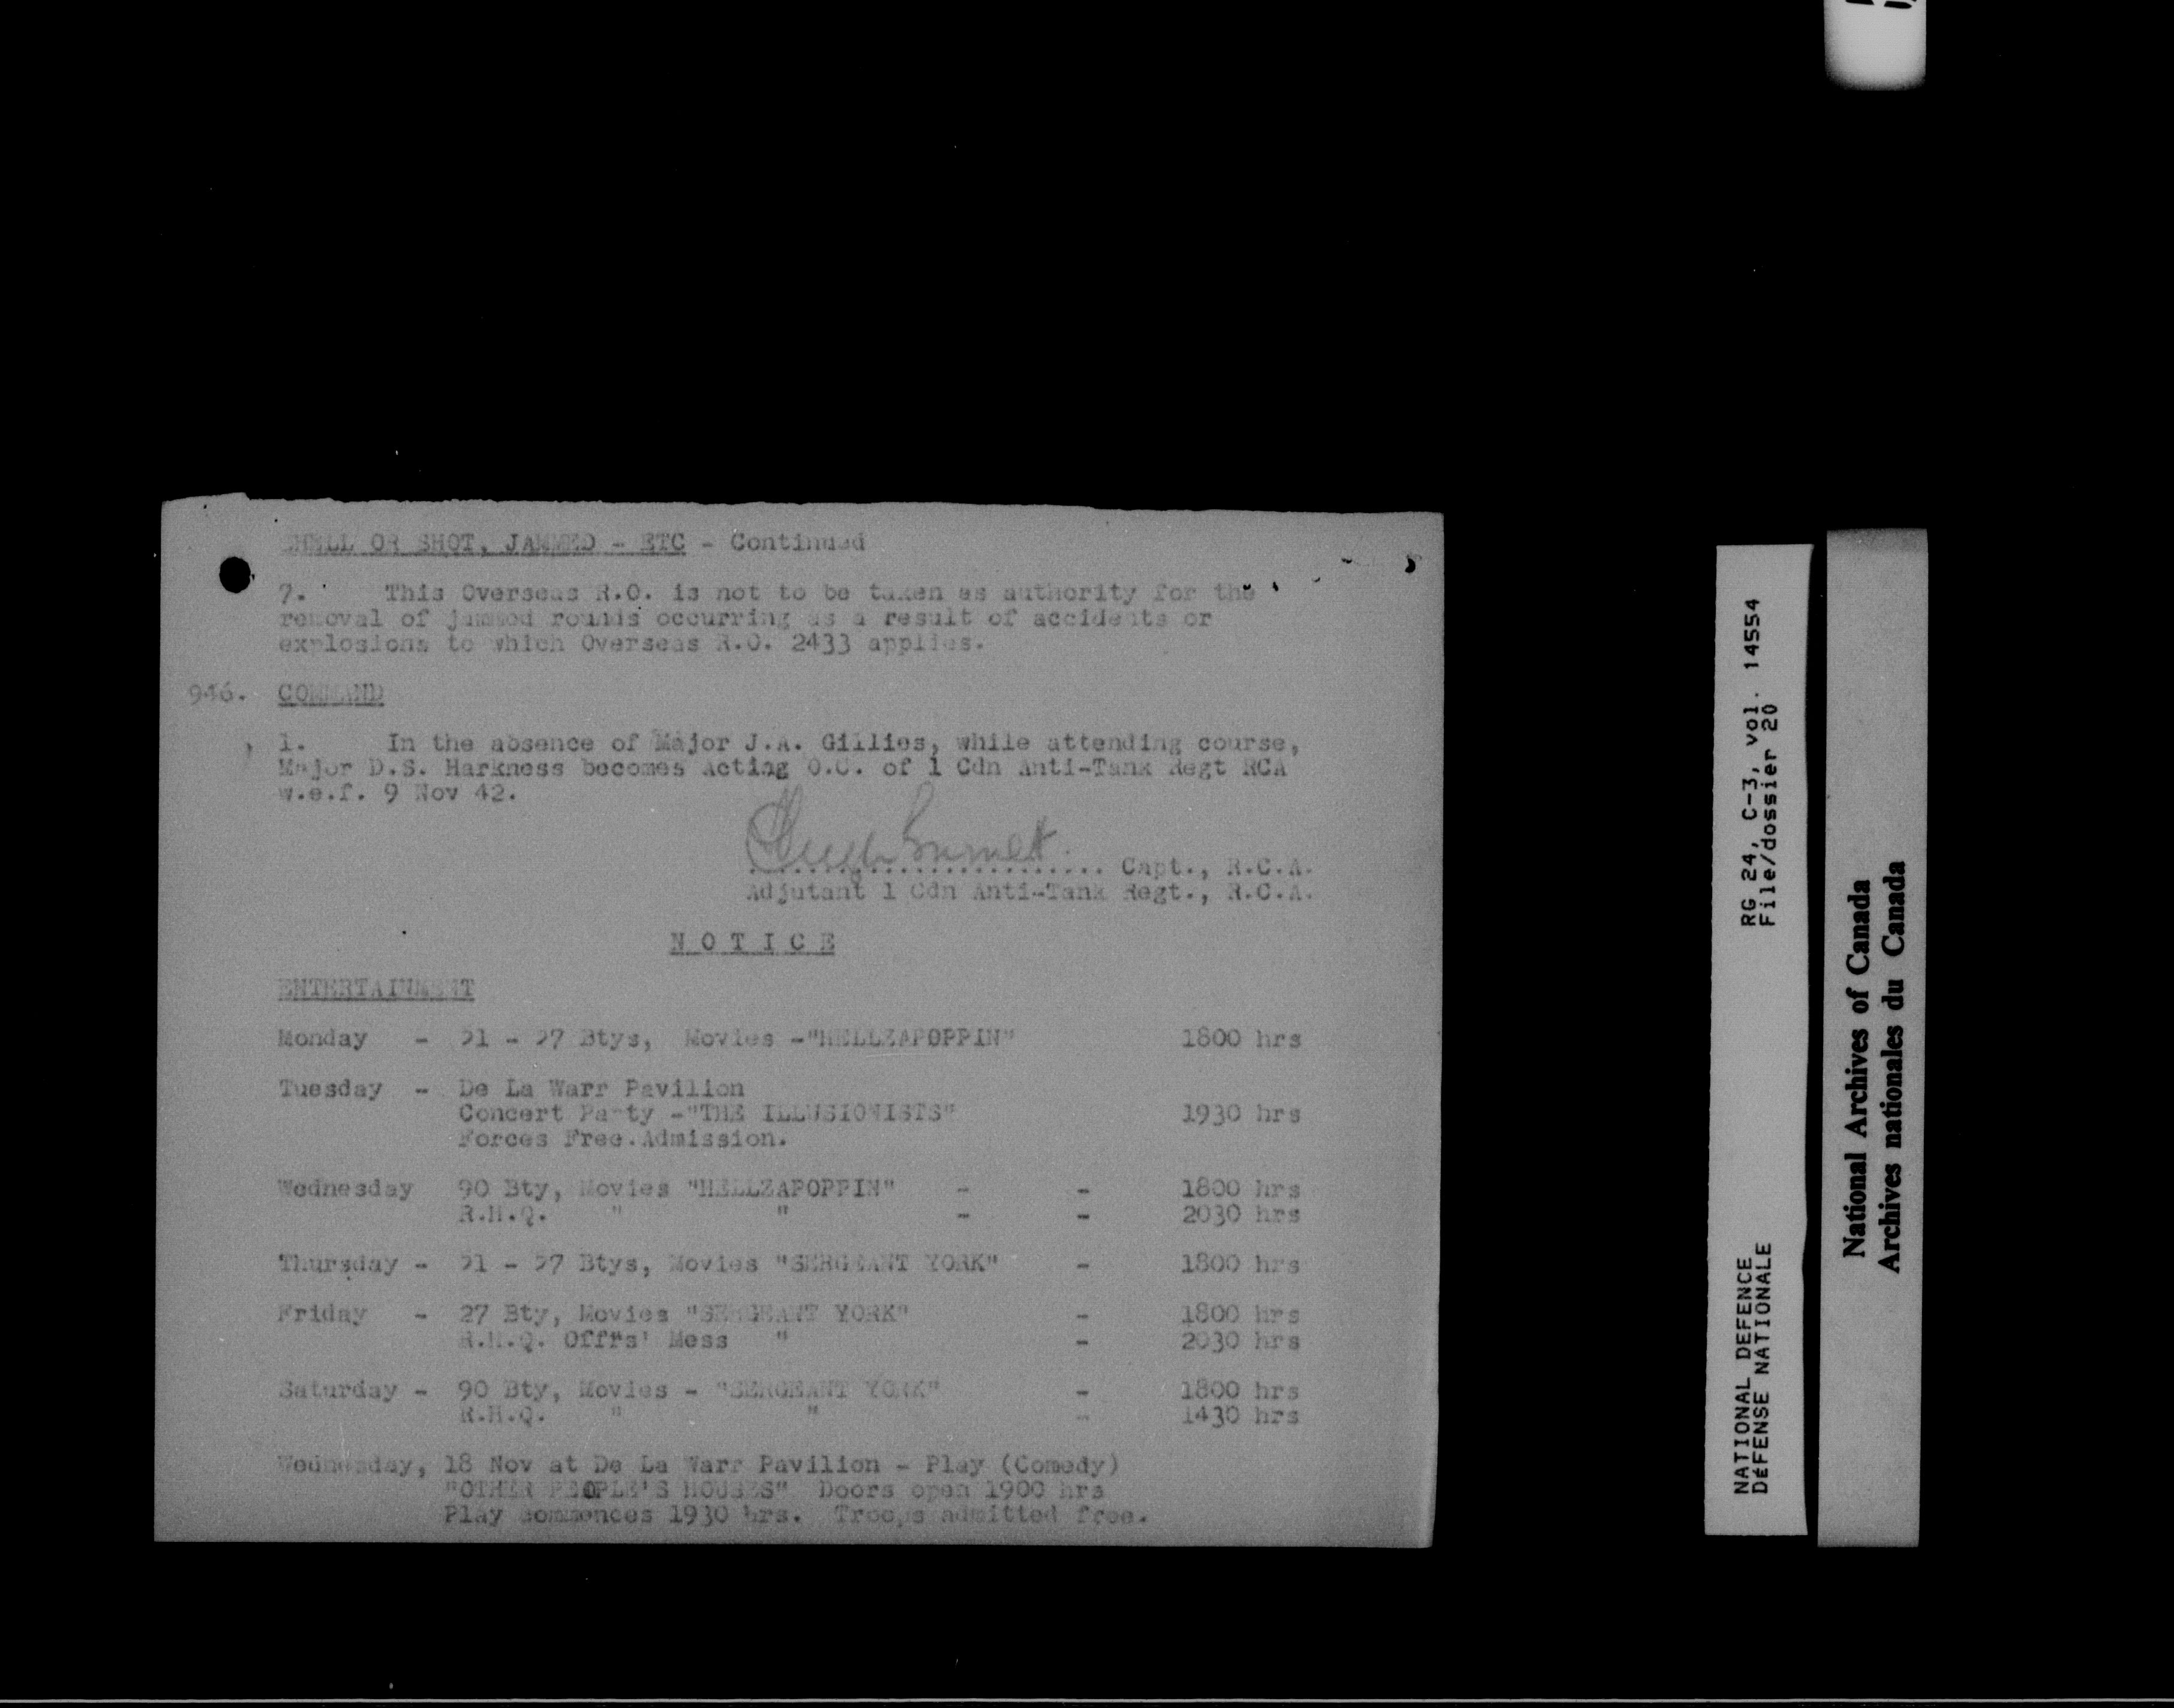 SHELL OR SHOT, JAMMED - ETC - Continued
7. This Overseas R.O. is not to be taken as authority for the
removal of jammed rounds occurring as a result of accidents or
explosions to which Overseas R.O. 2433 applies.
946. COMMAND
1. In the absence of Major J.A. Gillies, while attending course,
Major D.S. Harkness becomes Acting O.C. of 1 Cdn Anti-Tank Regt RCA
w.e.f. 9 Nov 42.
........................ Capt., R.C.A.
Adjutant 1 Cdn Anti-Tank Regt., R.C.A.
N O T I C E
ENTERTAINMENT
Monday - 51 - 57 Btys, Movies -"HELLZAPOPPIN" 1800 hrs
Tuesday - De La Warr Pavilion
Concert Party -"THE ILLUSIONISTS" 1930 hrs
Forces Free.Admission.
Wednesday 90 Bty, Movies "HELLZAPOPPIN" - - 1800 hrs
R.H.Q. " " - - 2030 hrs
Thursday - 51 - 57 Btys, Movies "SERGEANT YORK" - 1800 hrs
Friday - 27 Bty, Movies "SERGEANT YORK" - 1800 hrs
R.H.Q. Offrs' Mess " - 2030 hrs
Saturday - 90 Bty, Movies - "SERGEANT YORK" - 1800 hrs
R.H.Q. " " - 1430 hrs
Wednesday, 18 Nov at De La Warr Pavilion - Play (Comedy)
"OTHER PEOPLE'S HOUSES" Doors open 1900 hrs
Play commences 1930 hrs. Troops admitted free.
NATIONAL DEFENCE RG 24, C-3, vol. 14554
DéFENSE NATIONALE File/dossier 20
National Archives of Canada
Archives nationales du Canada